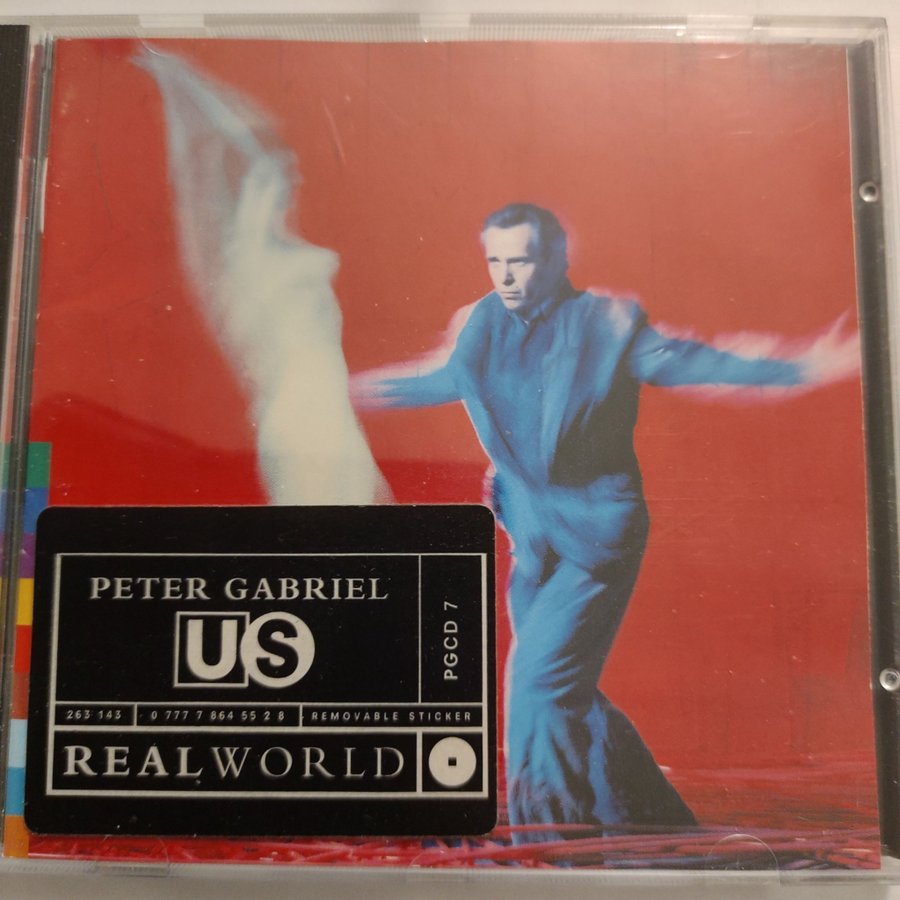 PETER GABRIEL
US
PGCD 7
263 143
0 777 7 864 55 2 8
REMOVABLE STICKER
REALWORLD